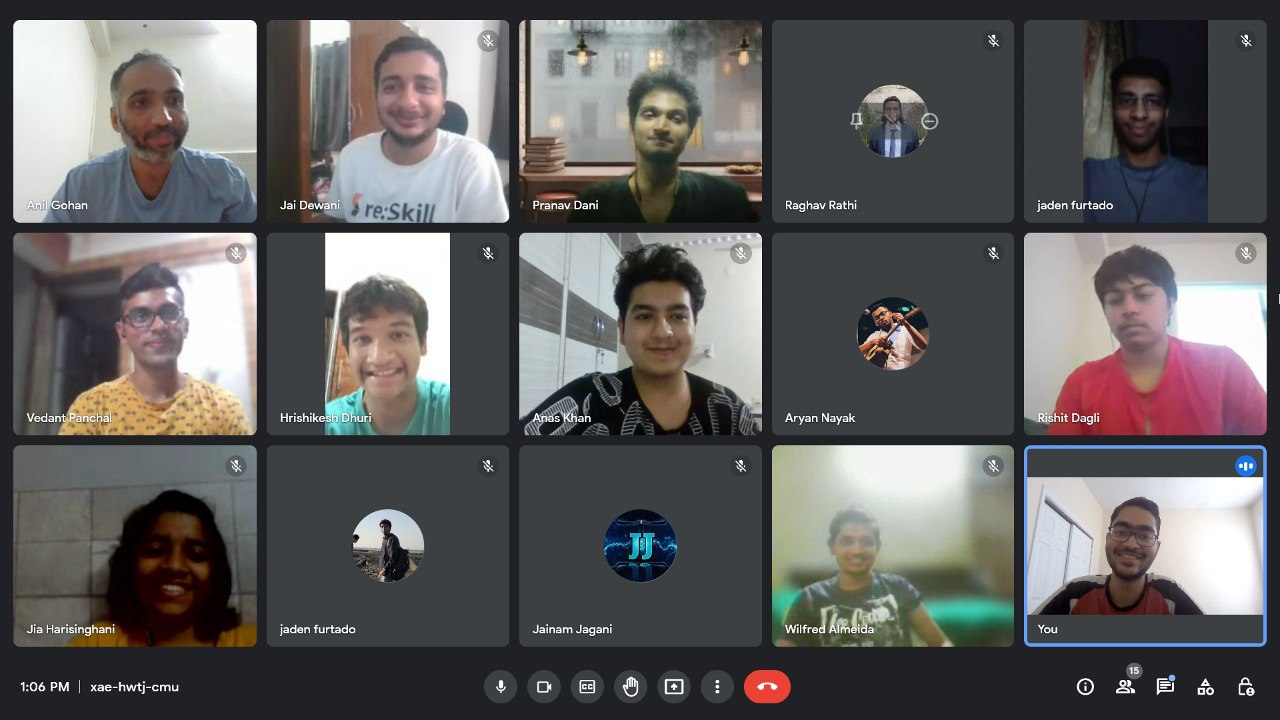 Anil Gohan
Jai Dewani
re:Skill
Pranav Dani
Raghav Rathi
jaden furtado
Vedant Panchal
Hrishikesh Dhuri
Anas Khan
Aryan Nayak
Rishit Dagli
Jia Harisinghani
jaden furtado
JJ
Jainam Jagani
Wilfred Almeida
You
1:06 PM | xae-hwtj-cmu
CC
15